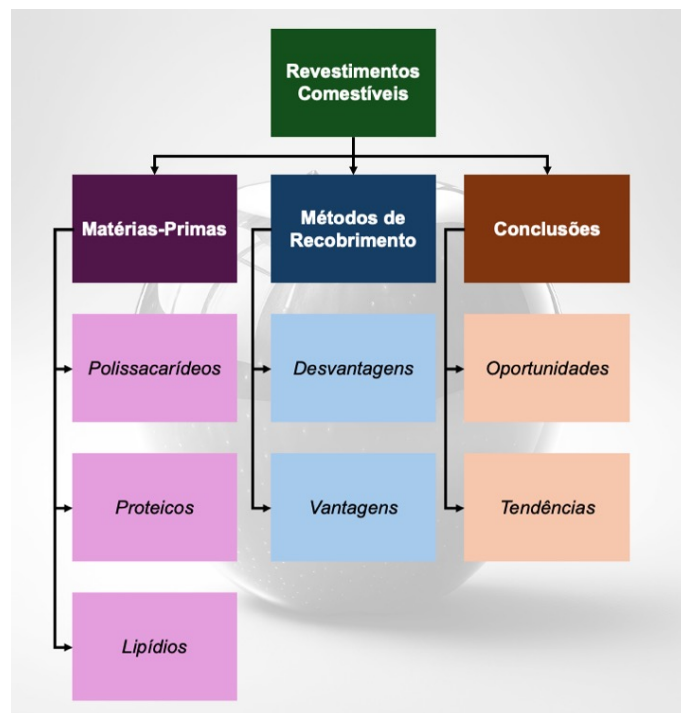 Revestimentos
Comestíveis
Matérias-Primas
Métodos de
Recobrimento
Conclusões
Polissacarídeos
Desvantagens
Oportunidades
Proteicos
Vantagens
Tendências
Lipídios